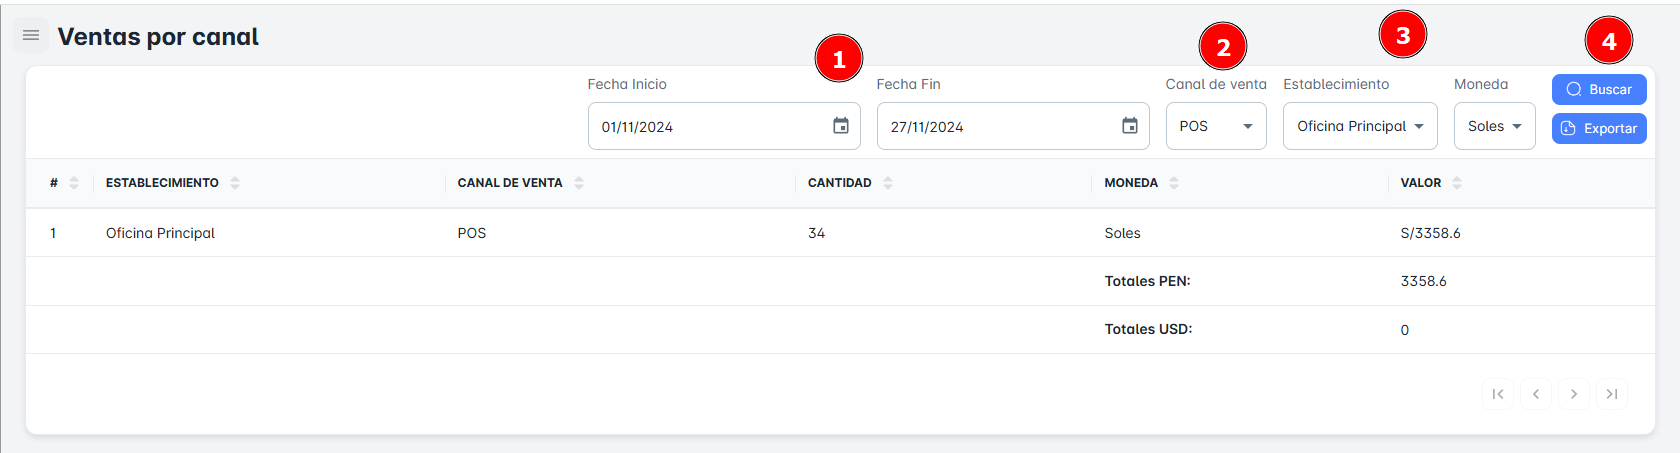 Ventas por canal
1
2
3
4
Fecha Inicio
Fecha Fin
Canal de venta
Establecimiento
Moneda
01/11/2024
27/11/2024
POS
Oficina Principal
Soles
Buscar
Exportar
# ESTABLECIMIENTO CANAL DE VENTA CANTIDAD MONEDA VALOR
1 Oficina Principal POS 34 Soles S/3358.6
Totales PEN: 3358.6
Totales USD: 0